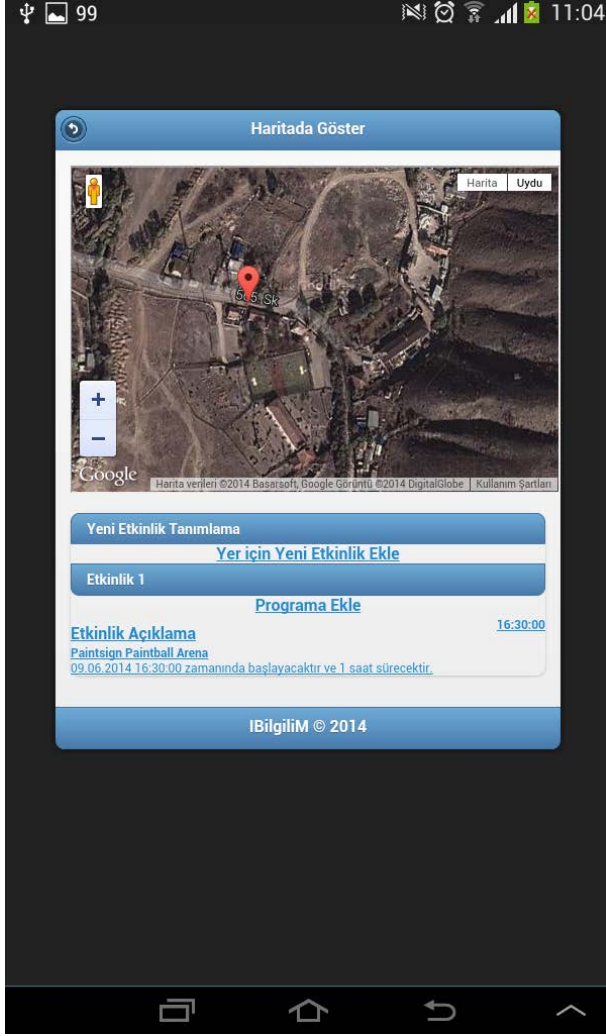 99 11:04
Haritada Göster
Harita Uydu
Google
Harita verileri ©2014 Basarsoft, Google Görüntü ©2014 DigitalGlobe Kullanım Şartları
Yeni Etkinlik Tanımlama
Yer için Yeni Etkinlik Ekle
Etkinlik 1
Programa Ekle
16:30:00
Etkinlik Açıklama
Paintsign Paintball Arena
09.06.2014 16:30:00 zamanında başlayacaktır ve 1 saat sürecektir.
IBilgiliM © 2014